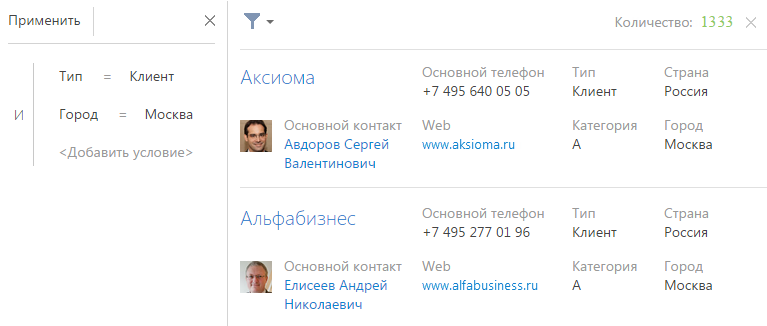 Применить
И
Тип = Клиент
Город = Москва
<Добавить условие>
Количество: 1333
Аксиома
Основной телефон
+7 495 640 05 05
Тип
Клиент
Страна
Россия
Основной контакт
Авдоров Сергей
Валентинович
Web
www.aksioma.ru
Категория
A
Город
Москва
Альфабизнес
Основной телефон
+7 495 277 01 96
Тип
Клиент
Страна
Россия
Основной контакт
Елисеев Андрей
Николаевич
Web
www.alfabusiness.ru
Категория
A
Город
Москва